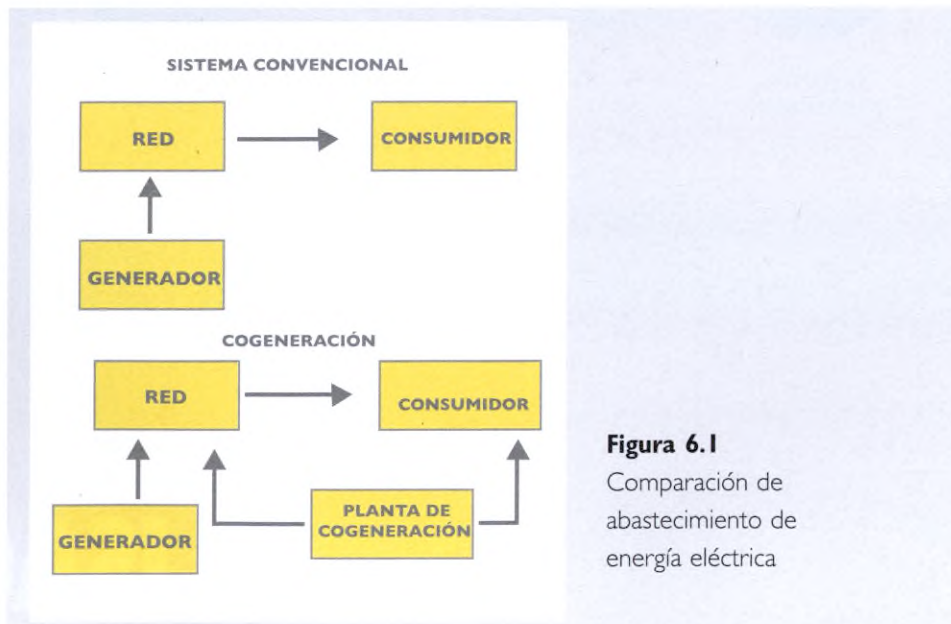 SISTEMA CONVENCIONAL
RED
CONSUMIDOR
GENERADOR
COGENERACIÓN
RED
CONSUMIDOR
PLANTA DE
COGENERACIÓN
GENERADOR
Figura 6.1
Comparación de
abastecimiento de
energía eléctrica